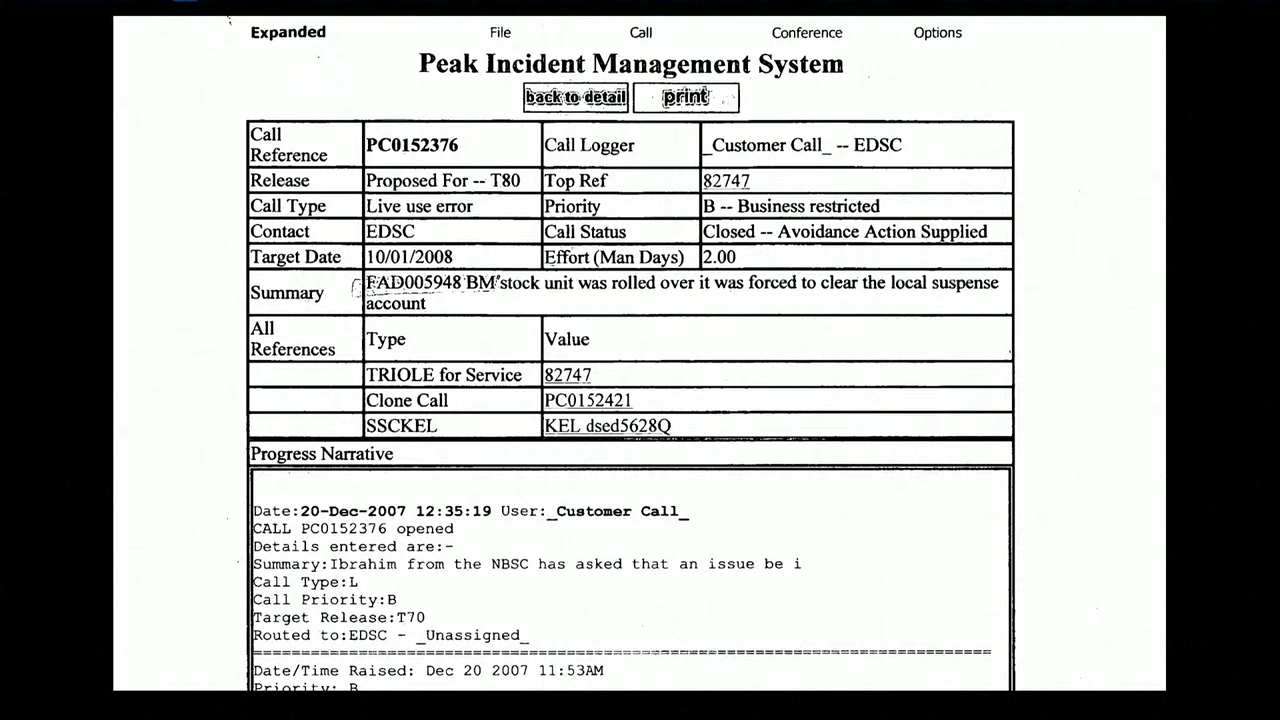 Expanded File Call Conference Options
Peak Incident Management System
back to detail print
Call Reference PC0152376 Call Logger _Customer Call_ -- EDSC
Release Proposed For -- T80 Top Ref 82747
Call Type Live use error Priority B -- Business restricted
Contact EDSC Call Status Closed -- Avoidance Action Supplied
Target Date 10/01/2008 Effort (Man Days) 2.00
Summary FAD005948 BM stock unit was rolled over it was forced to clear the local suspense
account
All References Type Value
TRIOLE for Service 82747
Clone Call PC0152421
SSCKEL KEL dsed5628Q
Progress Narrative
Date:20-Dec-2007 12:35:19 User:_Customer Call_
CALL PC0152376 opened
Details entered are:-
Summary:Ibrahim from the NBSC has asked that an issue be i
Call Type:L
Call Priority:B
Target Release:T70
Routed to:EDSC - _Unassigned_
Date/Time Raised: Dec 20 2007 11:53AM
Priority: B